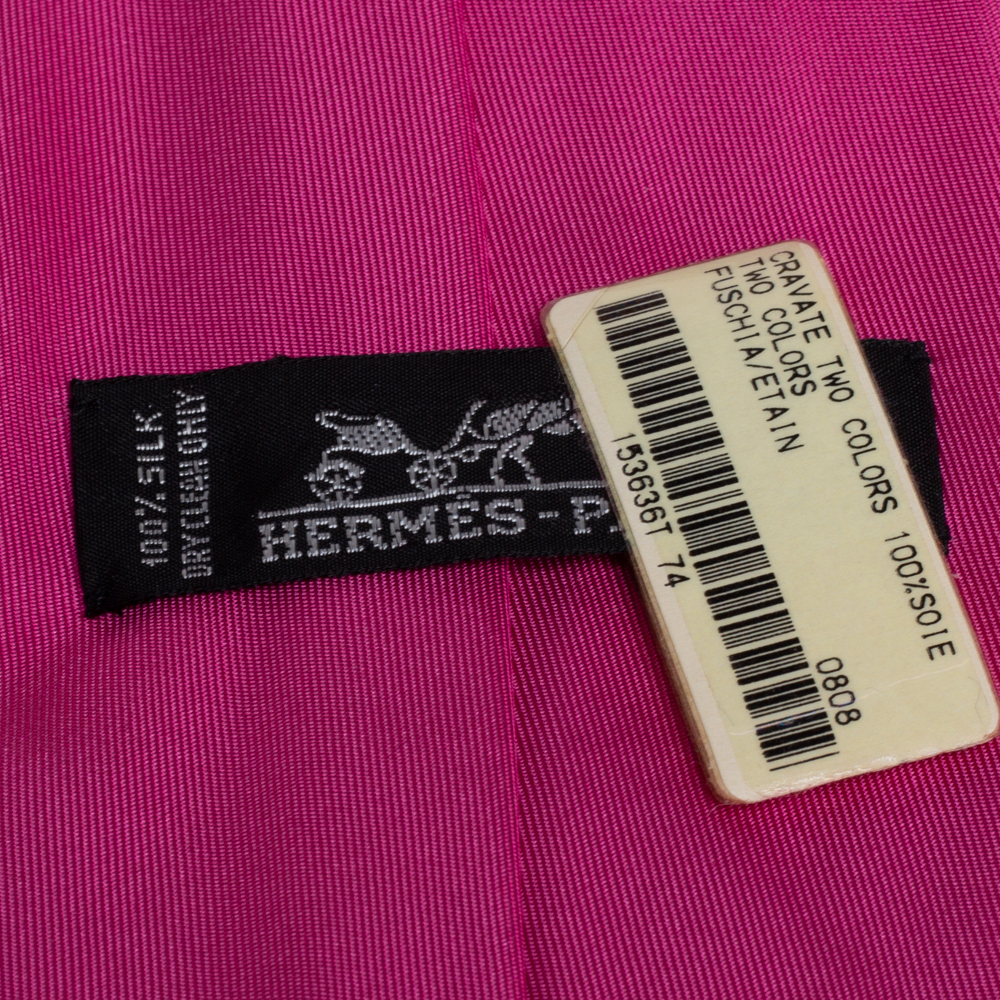 100% SILK
DRY CLEAN ONLY
HERMÈS-P
CRAVATE TWO COLORS 100%SOIE
TWO COLORS
FUSCHIA/ETAIN
0808
153636T 74